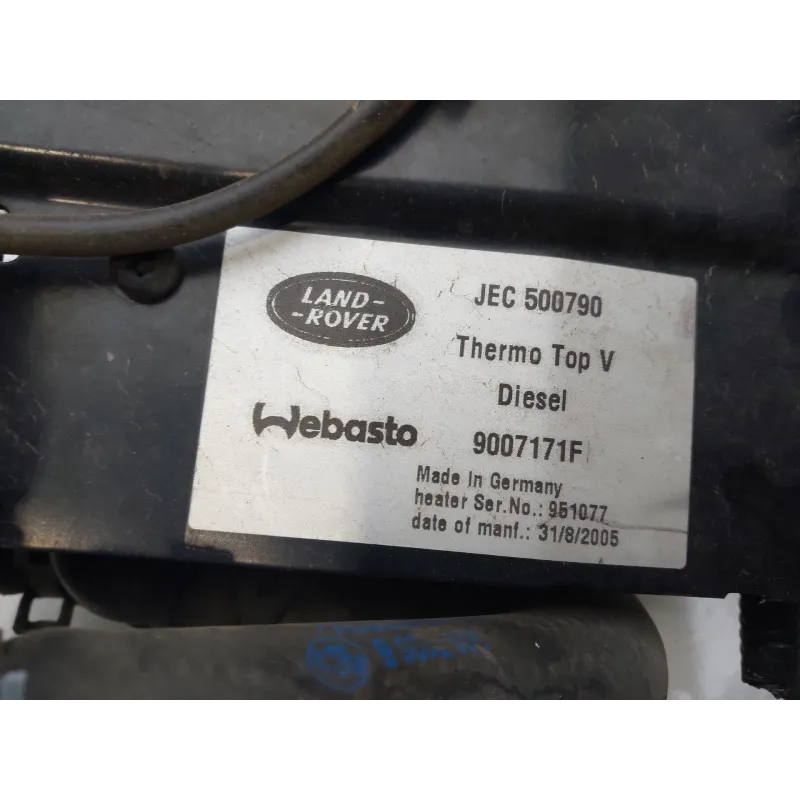 LAND-
-ROVER
JEC 500790
Thermo Top V
Diesel
Webasto
9007171F
Made In Germany
heater Ser.No.: 951077
date of manf.: 31/8/2005